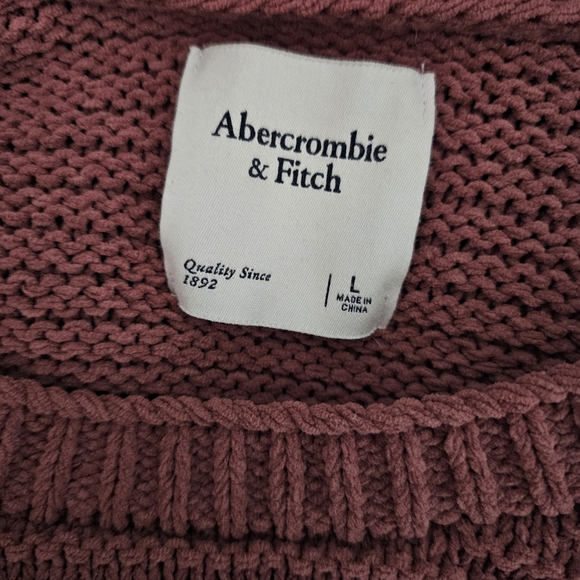 Abercrombie
& Fitch
Quality Since
1892
L
MADE IN
CHINA